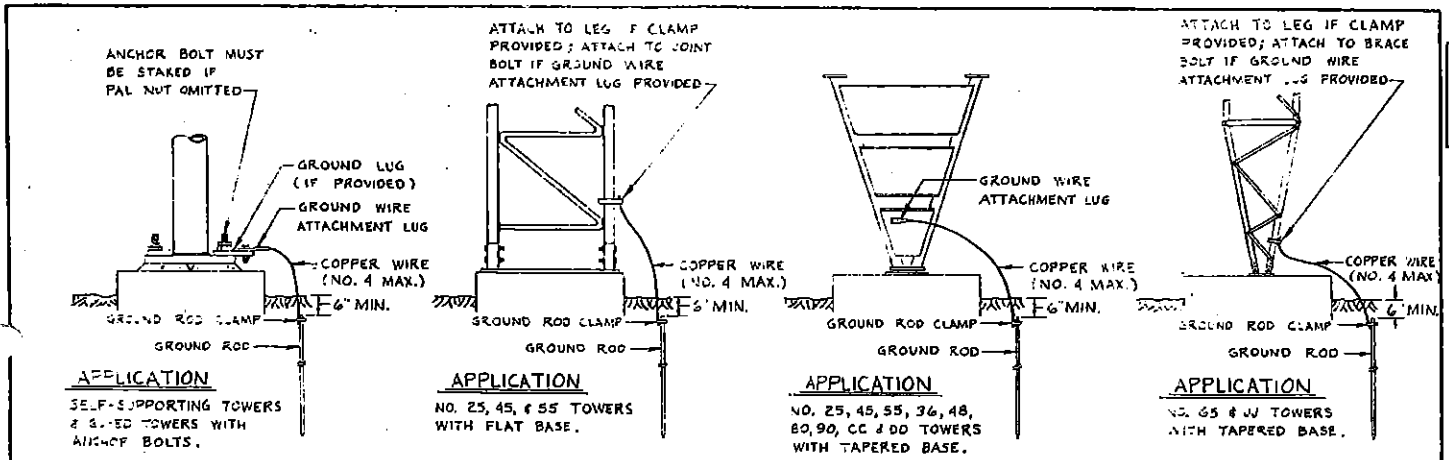 ANCHOR BOLT MUST
BE STAKED IF
PAL NUT OMITTED
GROUND LUG
(IF PROVIDED)
GROUND WIRE
ATTACHMENT LUG
COPPER WIRE
(NO. 4 MAX.)
6" MIN.
GROUND ROD CLAMP
GROUND ROD
APPLICATION
SELF-SUPPORTING TOWERS
& GUYED TOWERS WITH
ANCHOR BOLTS.
ATTACH TO LEG IF CLAMP
PROVIDED; ATTACH TO JOINT
BOLT IF GROUND WIRE
ATTACHMENT LUG PROVIDED
COPPER WIRE
(NO. 4 MAX.)
6" MIN.
GROUND ROD CLAMP
GROUND ROD
APPLICATION
NO. 25, 45, & 55 TOWERS
WITH FLAT BASE.
GROUND WIRE
ATTACHMENT LUG
COPPER WIRE
(NO. 4 MAX.)
6" MIN.
GROUND ROD CLAMP
GROUND ROD
APPLICATION
NO. 25, 45, 55, 36, 48,
80, 90, CC & DD TOWERS
WITH TAPERED BASE.
ATTACH TO LEG IF CLAMP
PROVIDED; ATTACH TO BRACE
BOLT IF GROUND WIRE
ATTACHMENT LUG PROVIDED
COPPER WIRE
(NO. 4 MAX.)
6" MIN.
GROUND ROD CLAMP
GROUND ROD
APPLICATION
NO. 65 & TOWERS
WITH TAPERED BASE.